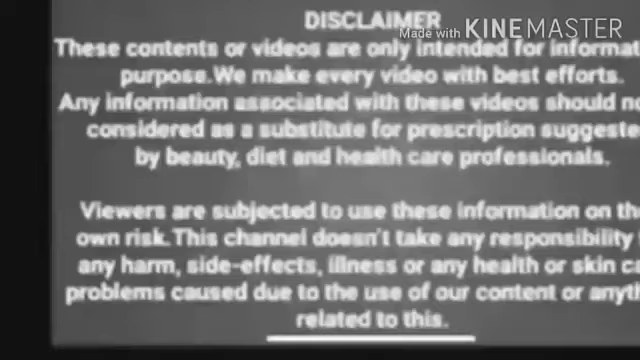 DISCLAIMER
Made with KINEMASTER
These contents or videos are only intended for informat
purpose.We make every video with best efforts.
Any information associated with these videos should no
considered as a substitute for prescription suggeste
by beauty, diet and health care professionals.
Viewers are subjected to use these information on th
own risk.This channel doesn't take any responsibility
any harm, side-effects, illness or any health or skin ca
problems caused due to the use of our content or anyth
related to this.